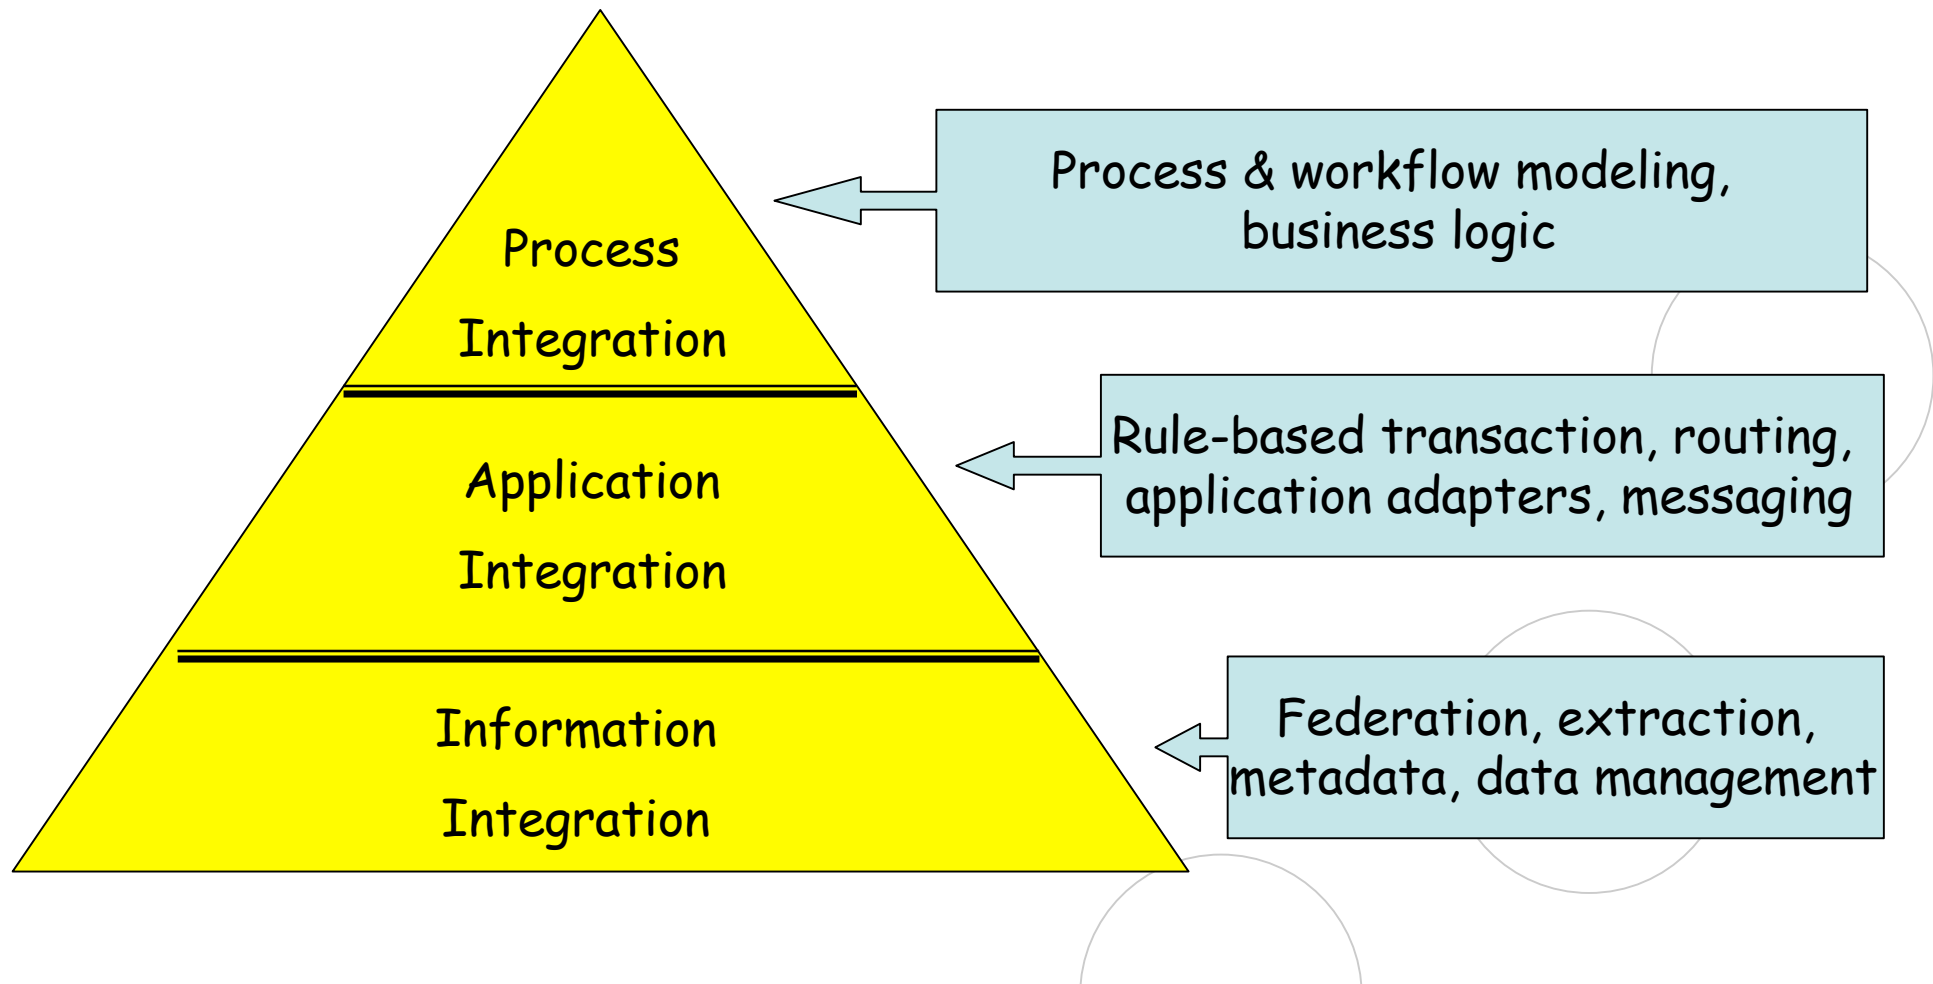 Process
Integration
Process & workflow modeling,
business logic
Application
Integration
Rule-based transaction, routing,
application adapters, messaging
Information
Integration
Federation, extraction,
metadata, data management